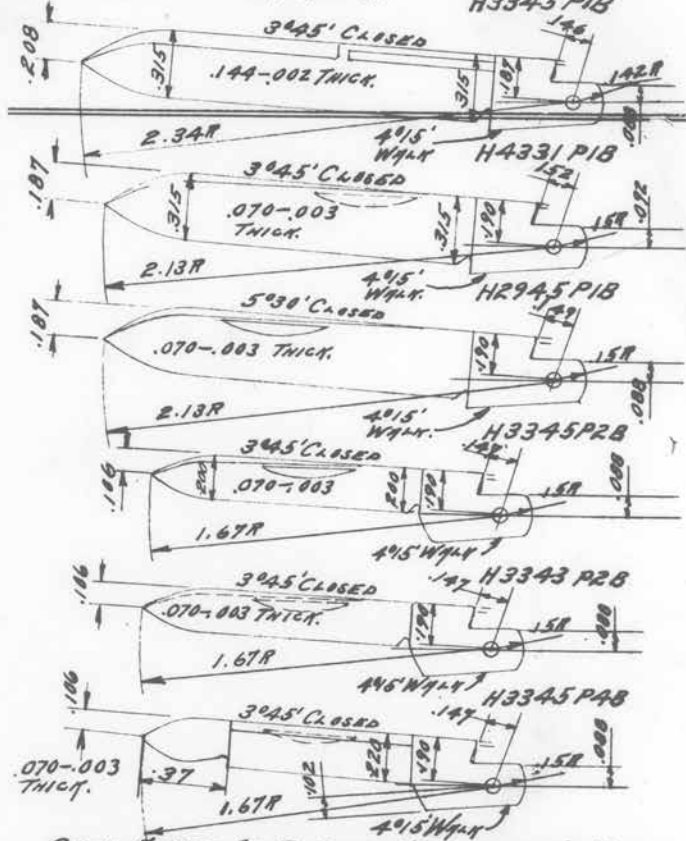 H3345 P1B
.146
3°45' CLOSED
.208
.315
.144-002 THICK.
.315
.187
.142R
.088
2.34R
4°15'
WALK
H4331 P1B
.152
3°45' CLOSED
.187
.315
.070-.003
THICK.
.315
.190
.15R
.092
2.13R
4°15'
WALK.
H2945 P1B
.149
5°30' CLOSED
.187
.070-.003 THICK.
.190
.15R
.088
2.13R
4°15'
WALK.
H3345 P2B
.147
3°45' CLOSED
.106
.200
.070-.003
.200
.190
.15R
.088
1.67R
4°15' WALK
H3343 P2B
.147
3°45' CLOSED
.106
.070-.003 THICK.
.190
.15R
.088
1.67R
4°15' WALK
H3345 P4B
.147
3°45' CLOSED
.106
.070-.003
THICK.
.37
.102
.220
.190
.15R
.088
1.67R
4°15' WALK